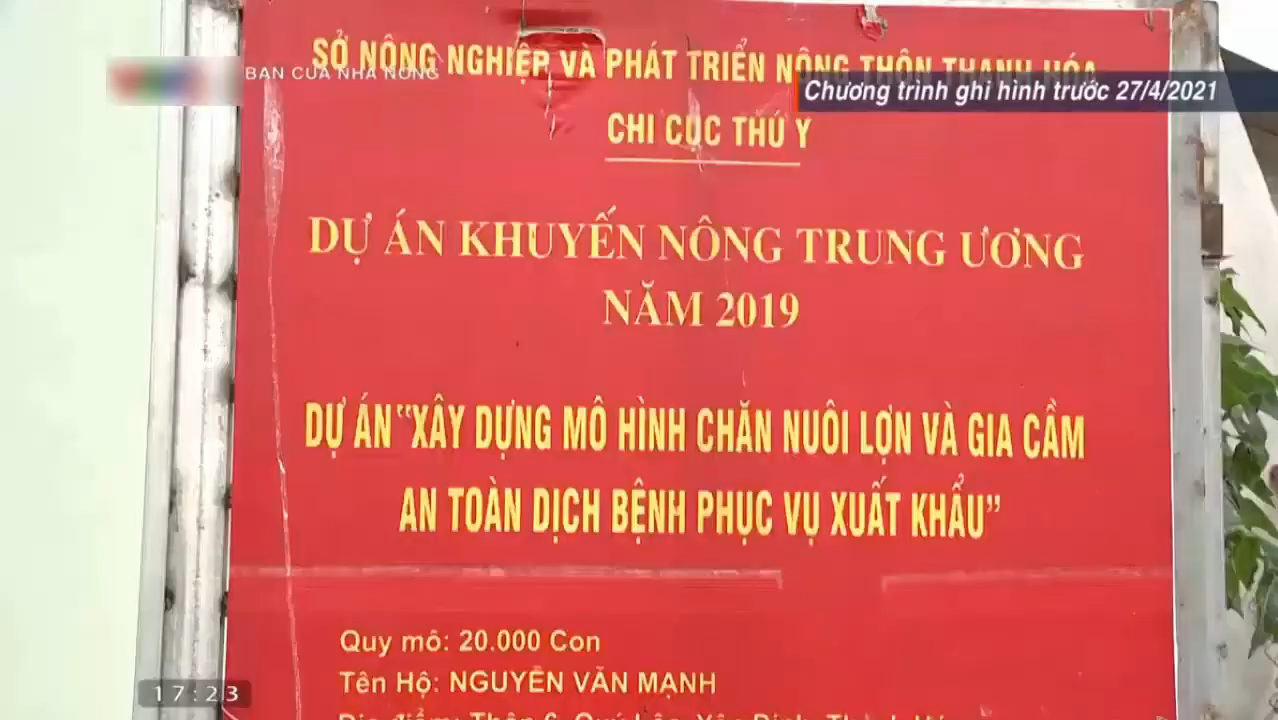 SỞ NÔNG NGHIỆP VÀ PHÁT TRIỂN NÔNG THÔN THANH HÓA
BẠN CỦA NHÀ NÔNG
Chương trình ghi hình trước 27/4/2021
CHI CỤC THÚ Y
DỰ ÁN KHUYẾN NÔNG TRUNG ƯƠNG
NĂM 2019
DỰ ÁN "XÂY DỰNG MÔ HÌNH CHĂN NUÔI LỢN VÀ GIA CẦM
AN TOÀN DỊCH BỆNH PHỤC VỤ XUẤT KHẨU"
Quy mô: 20.000 Con
Tên Hộ: NGUYỄN VĂN MẠNH
17:23